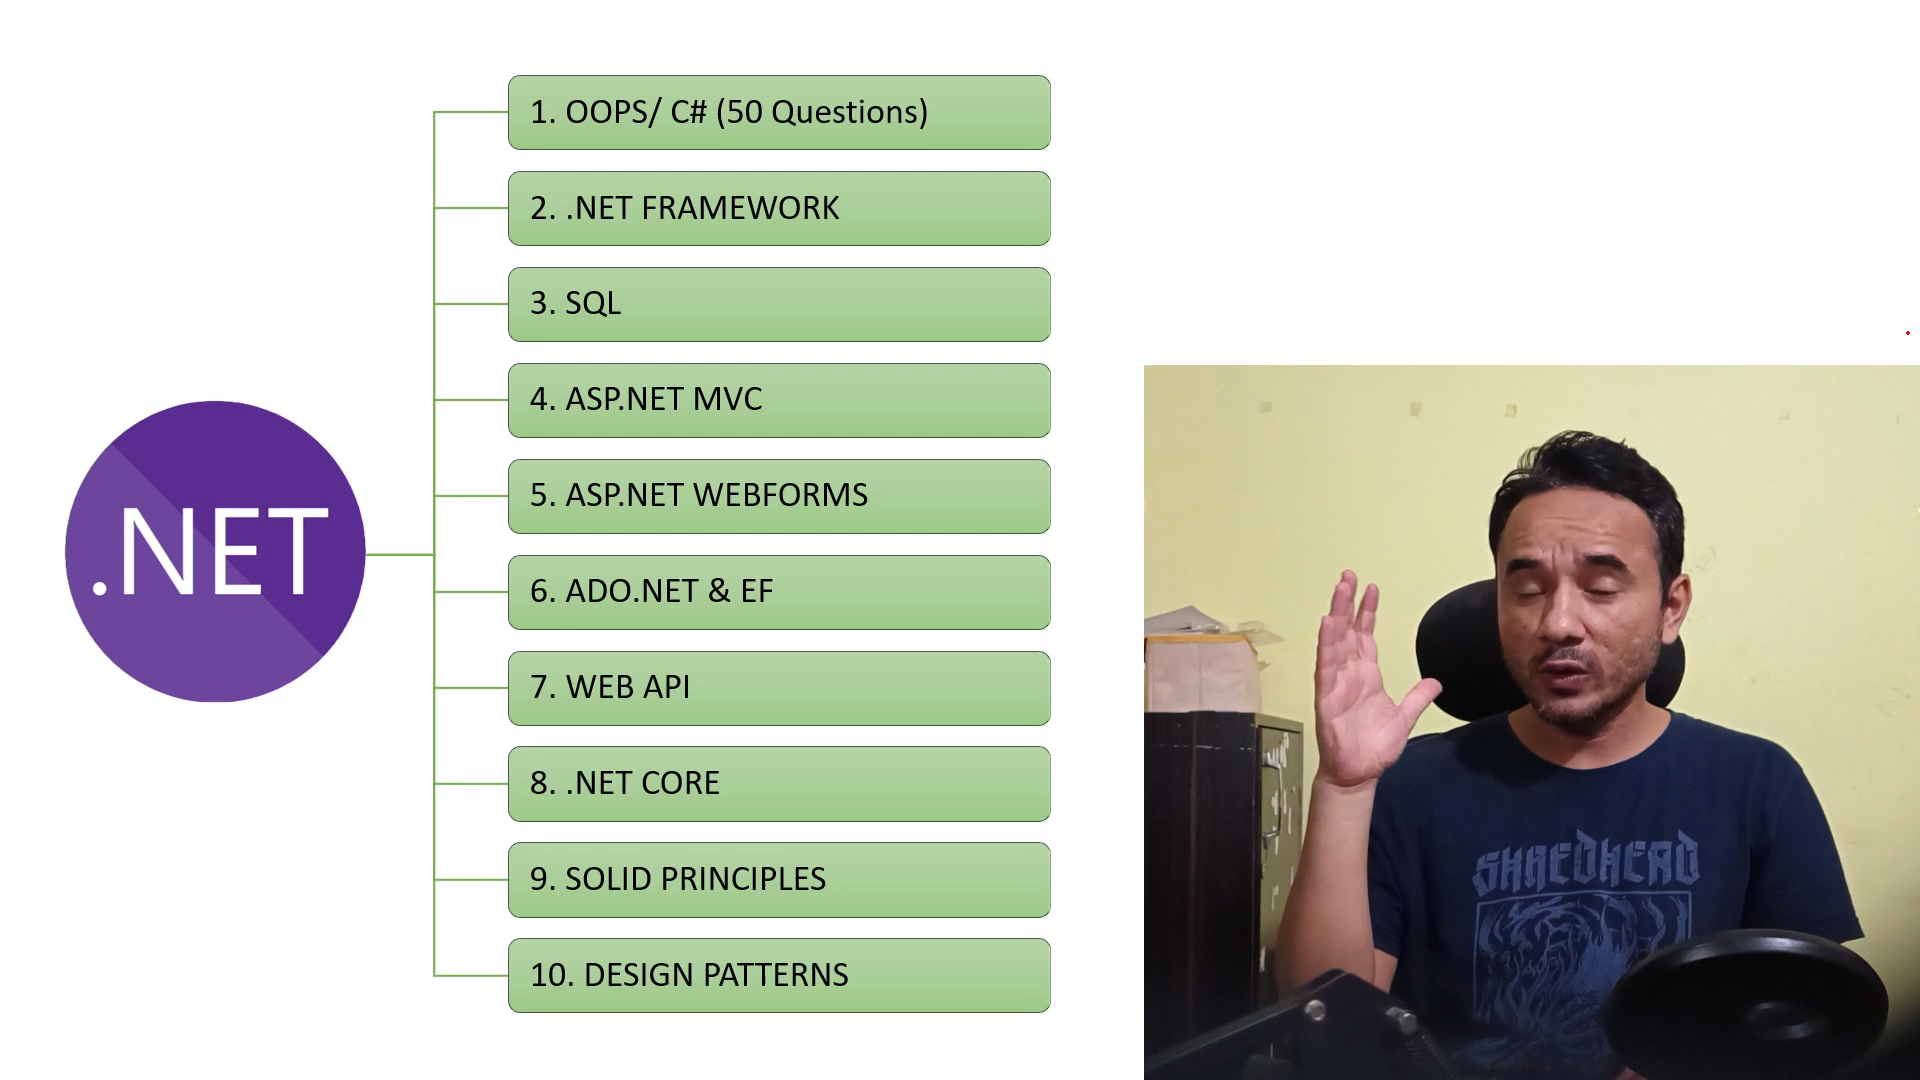 1. OOPS/ C# (50 Questions)
2. .NET FRAMEWORK
3. SQL
4. ASP.NET MVC
5. ASP.NET WEBFORMS
.NET
6. ADO.NET & EF
7. WEB API
8. .NET CORE
9. SOLID PRINCIPLES
10. DESIGN PATTERNS
SHREDHEAD